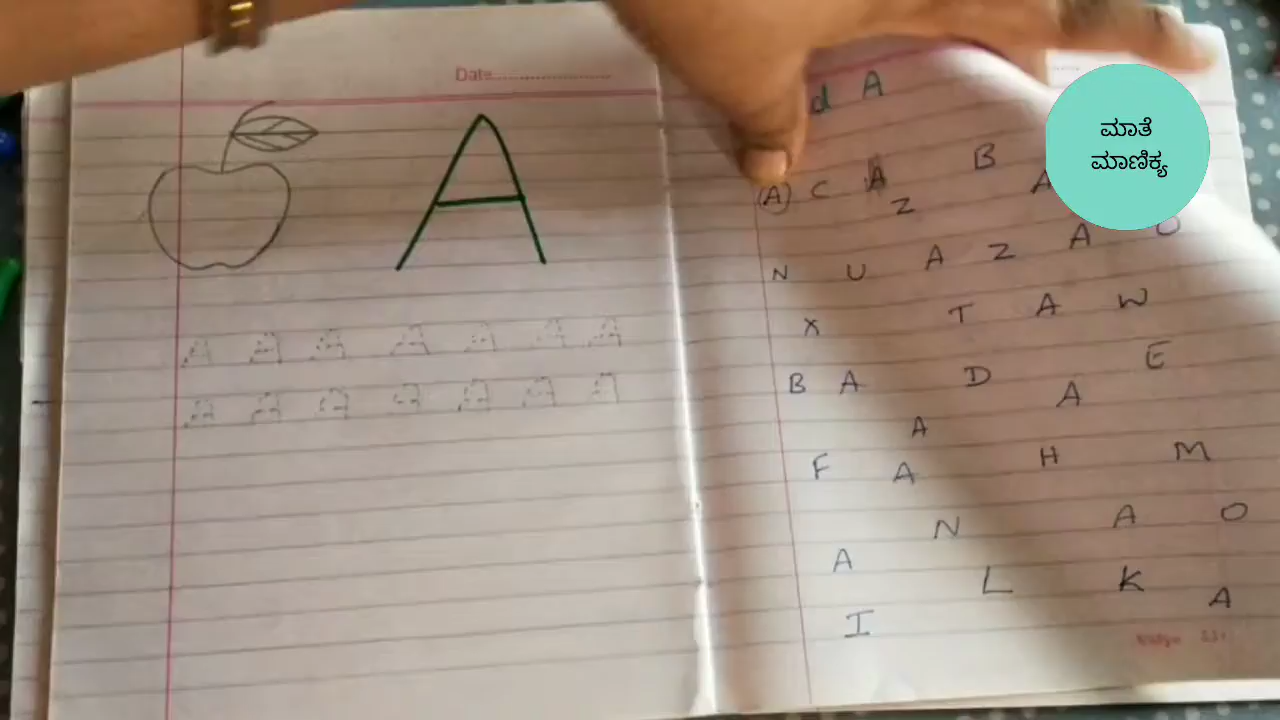 Date
A
A A A A A A A
A A A A A A A
d A
A C A Z B A
N U A Z A O
X T A W
B A D A E
A
F A H M
N A O
A L K A
I
ಮಾತೆ
ಮಾಣಿಕ್ಯ